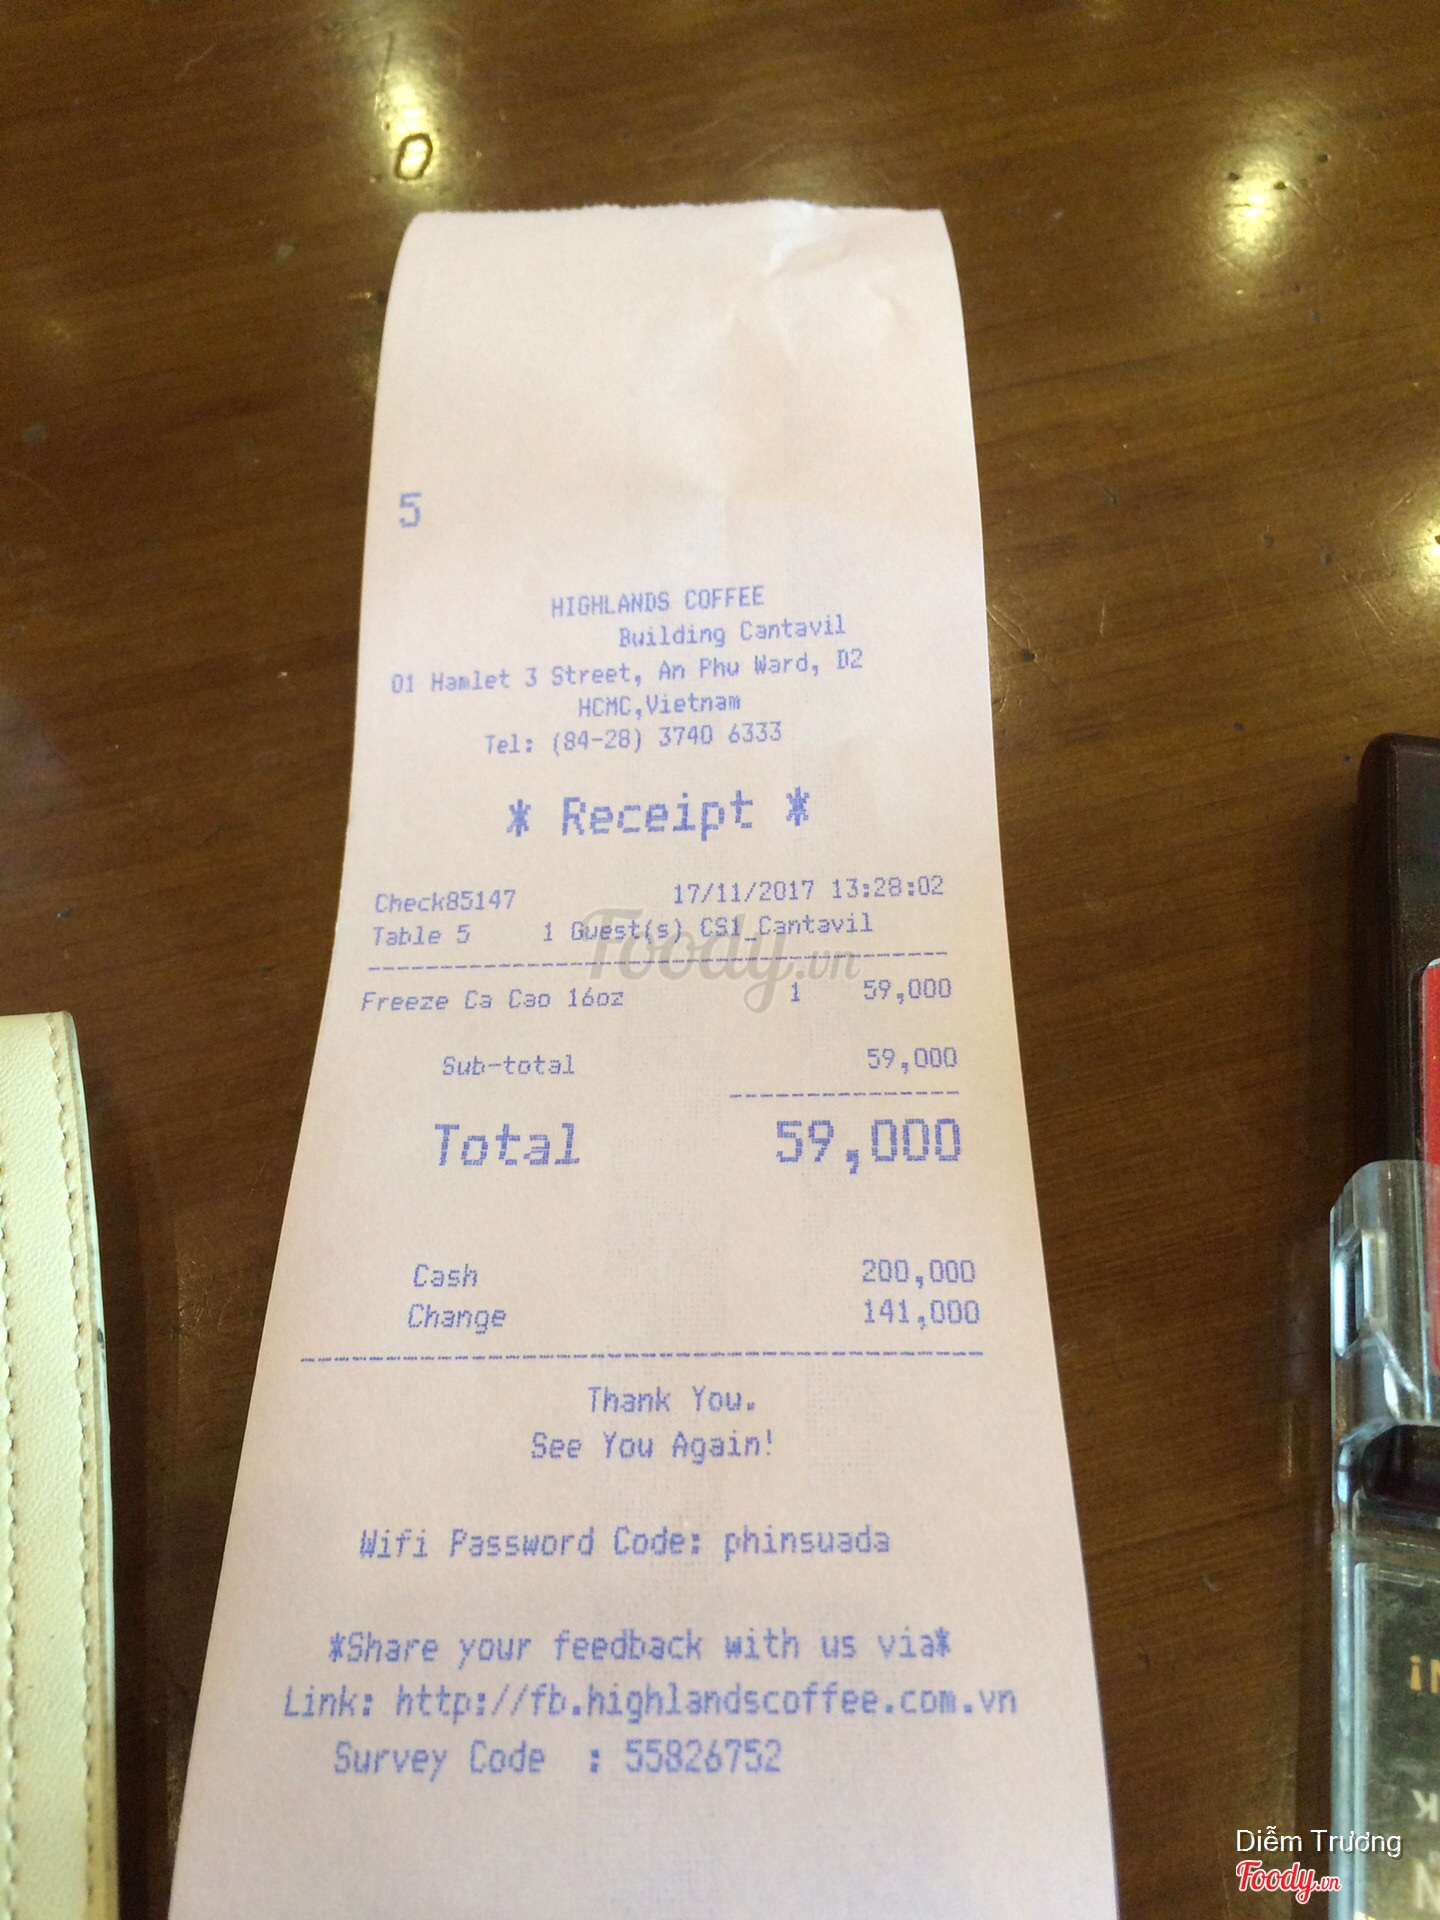 5
HIGHLANDS COFFEE
Building Cantavil
01 Hamlet 3 Street, An Phu Ward, D2
HCMC,Vietnam
Tel: (84-28) 3740 6333
* Receipt *
Check85147 17/11/2017 13:28:02
Table 5 1 Guest(s) CS1_Cantavil
Foody.vn
Freeze Ca Cao 16oz 1 59,000
Sub-total 59,000
Total 59,000
Cash 200,000
Change 141,000
Thank You.
See You Again!
Wifi Password Code: phinsuada
*Share your feedback with us via*
Link: http://fb.highlandscoffee.com.vn
Survey Code : 55826752
Diễm Trương
Foody.vn